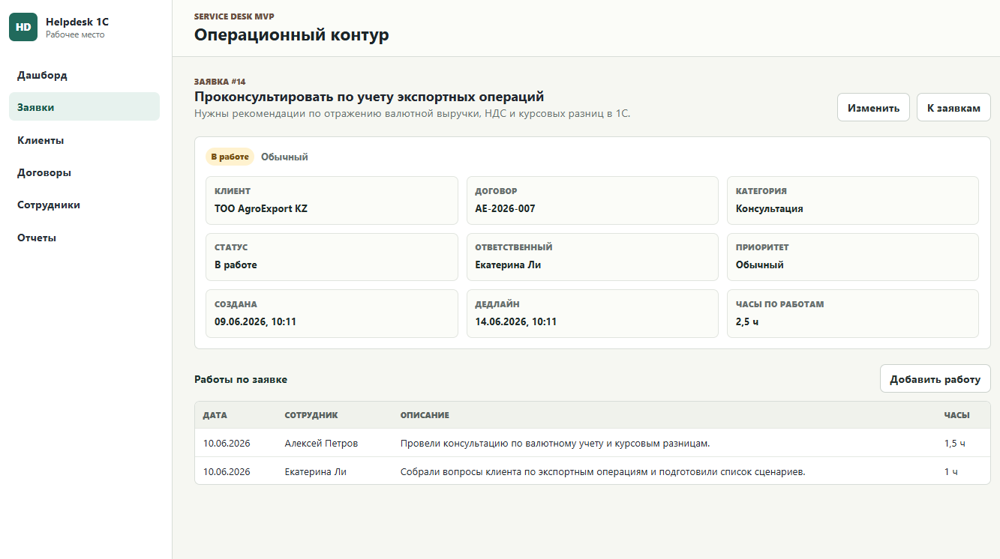 HD
Helpdesk 1C
Рабочее место
Дашборд
Заявки
Клиенты
Договоры
Сотрудники
Отчеты
SERVICE DESK MVP
Операционный контур
ЗАЯВКА #14
Проконсультировать по учету экспортных операций
Нужны рекомендации по отражению валютной выручки, НДС и курсовых разниц в 1С.
Изменить
К заявкам
В работе Обычный
КЛИЕНТ
ТОО AgroExport KZ
ДОГОВОР
AE-2026-007
КАТЕГОРИЯ
Консультация
СТАТУС
В работе
ОТВЕТСТВЕННЫЙ
Екатерина Ли
ПРИОРИТЕТ
Обычный
СОЗДАНА
09.06.2026, 10:11
ДЕДЛАЙН
14.06.2026, 10:11
ЧАСЫ ПО РАБОТАМ
2,5 ч
Работы по заявке
Добавить работу
ДАТА СОТРУДНИК ОПИСАНИЕ ЧАСЫ
10.06.2026 Алексей Петров Провели консультацию по валютному учету и курсовым разницам. 1,5 ч
10.06.2026 Екатерина Ли Собрали вопросы клиента по экспортным операциям и подготовили список сценариев. 1 ч